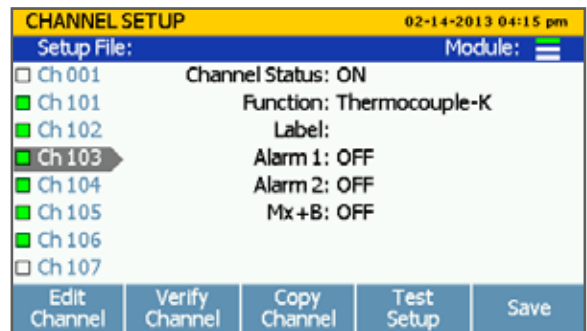 CHANNEL SETUP 02-14-2013 04:15 pm
Setup File: Module:
Ch 001 Channel Status: ON
Ch 101 Function: Thermocouple-K
Ch 102 Label:
Ch 103 Alarm 1: OFF
Ch 104 Alarm 2: OFF
Ch 105 Mx+B: OFF
Ch 106
Ch 107
Edit Channel Verify Channel Copy Channel Test Setup Save